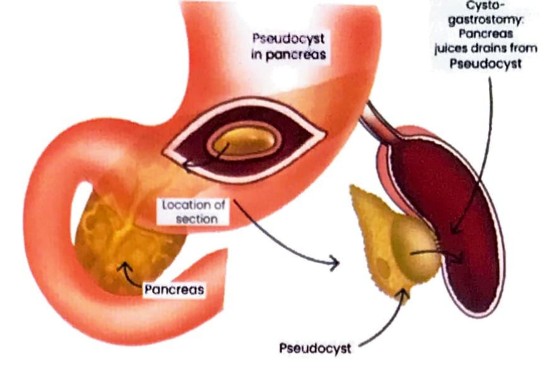 Pseudocyst
in pancreas
Cysto-
gastrostomy:
Pancreas
juices drains from
Pseudocyst
Location of
section
Pancreas
Pseudocyst